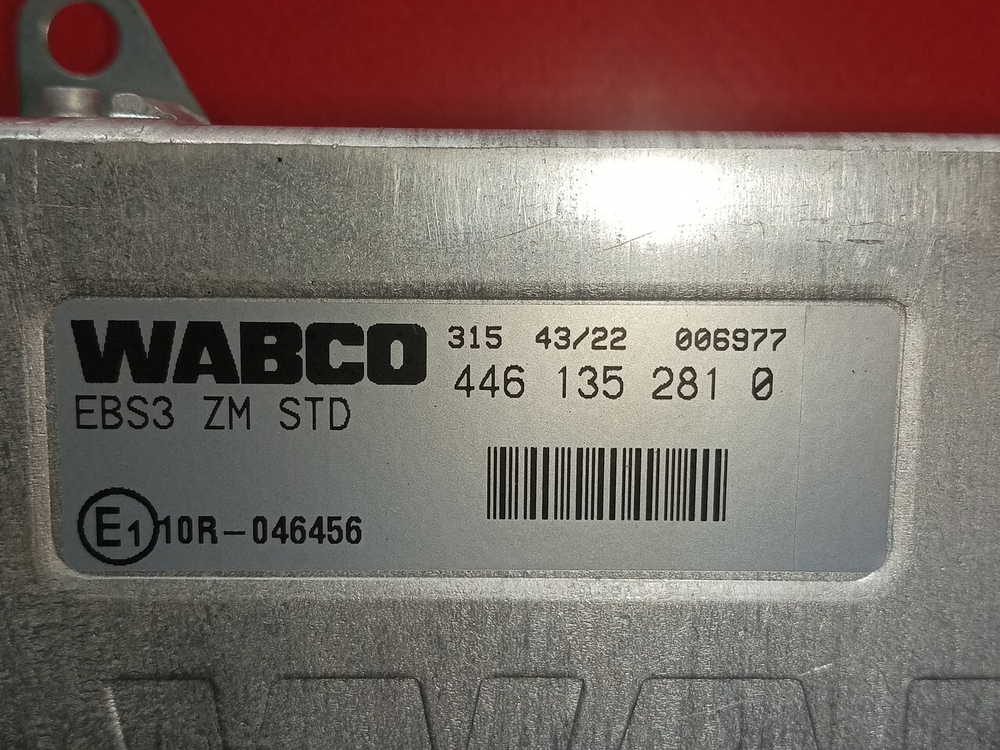 WABCO 315 43/22 006977
446 135 281 0
EBS3 ZM STD
E1 10R-046456